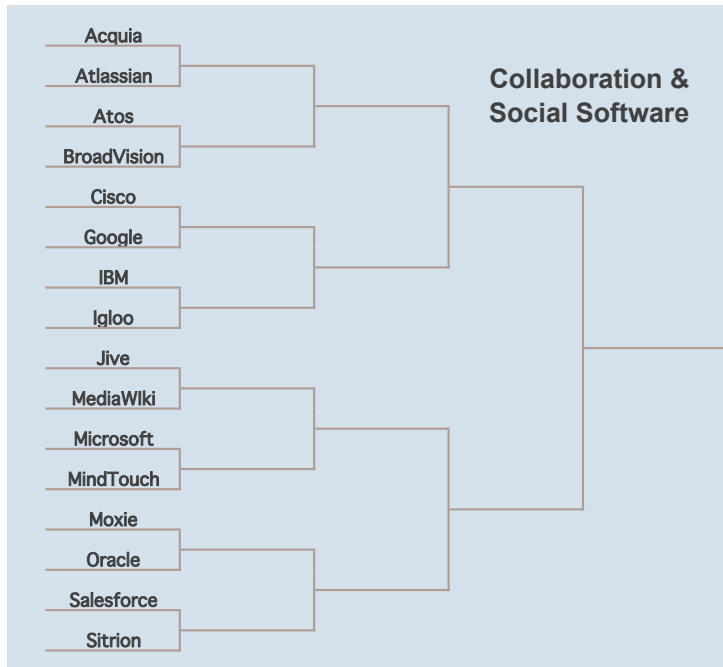 Collaboration &
Social Software
Acquia
Atlassian
Atos
BroadVision
Cisco
Google
IBM
Igloo
Jive
MediaWIki
Microsoft
MindTouch
Moxie
Oracle
Salesforce
Sitrion